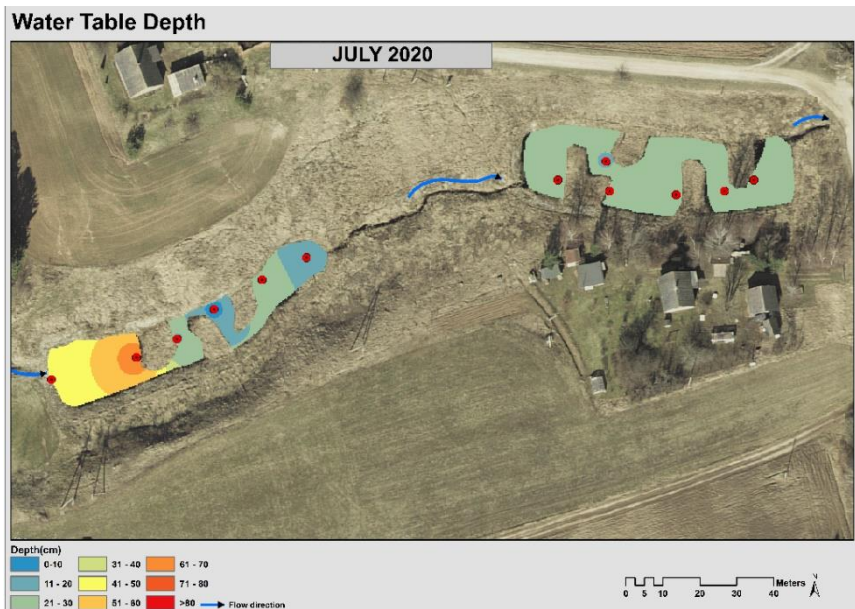 Water Table Depth
JULY 2020
Depth(cm)
0-10
31 - 40
61 - 70
11 - 20
41 - 50
71 - 80
21 - 30
51 - 60
>80
Flow direction
0 5 10 20 30 40
Meters
N